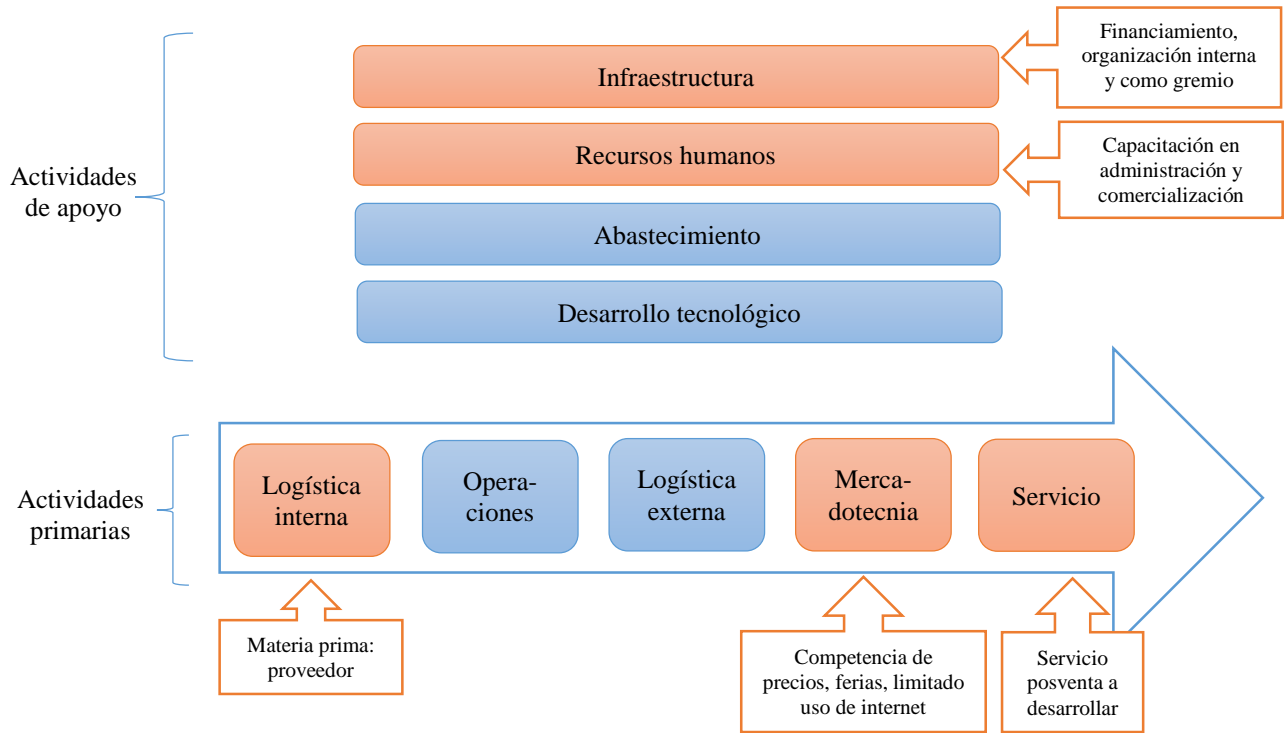 Financiamiento,
organización interna
y como gremio
Infraestructura
Recursos humanos
Capacitación en
administración y
comercialización
Actividades
de apoyo
Abastecimiento
Desarrollo tecnológico
Actividades
primarias
Logística
interna
Opera-
ciones
Logística
externa
Merca-
dotecnia
Servicio
Materia prima:
proveedor
Competencia de
precios, ferias, limitado
uso de internet
Servicio
posventa a
desarrollar